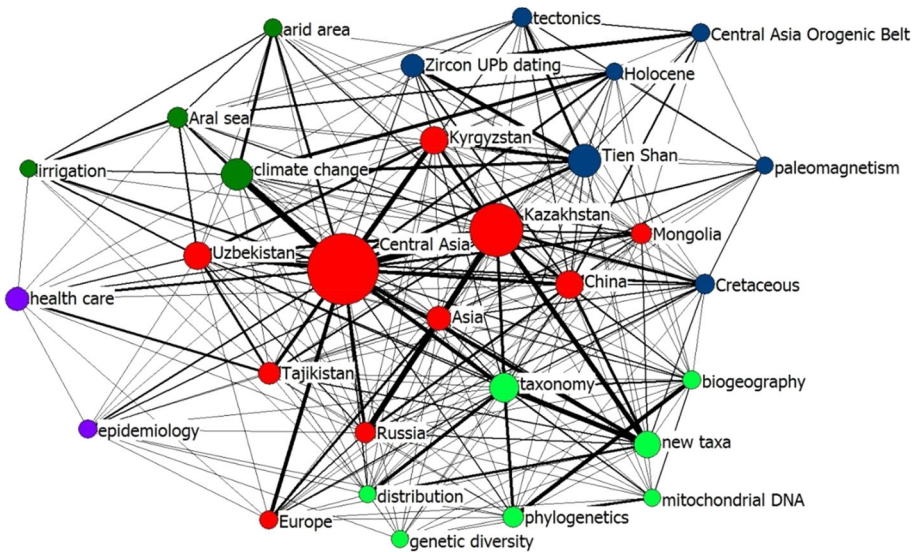 tectonics
arid area
Central Asia Orogenic Belt
Zircon UPb dating
Holocene
Aral sea
Kyrgyzstan
Tien Shan
irrigation
climate change
paleomagnetism
Kazakhstan
Mongolia
Central Asia
Uzbekistan
China
Cretaceous
health care
Asia
Tajikistan
taxonomy
biogeography
epidemiology
Russia
new taxa
distribution
mitochondrial DNA
Europe
phylogenetics
genetic diversity